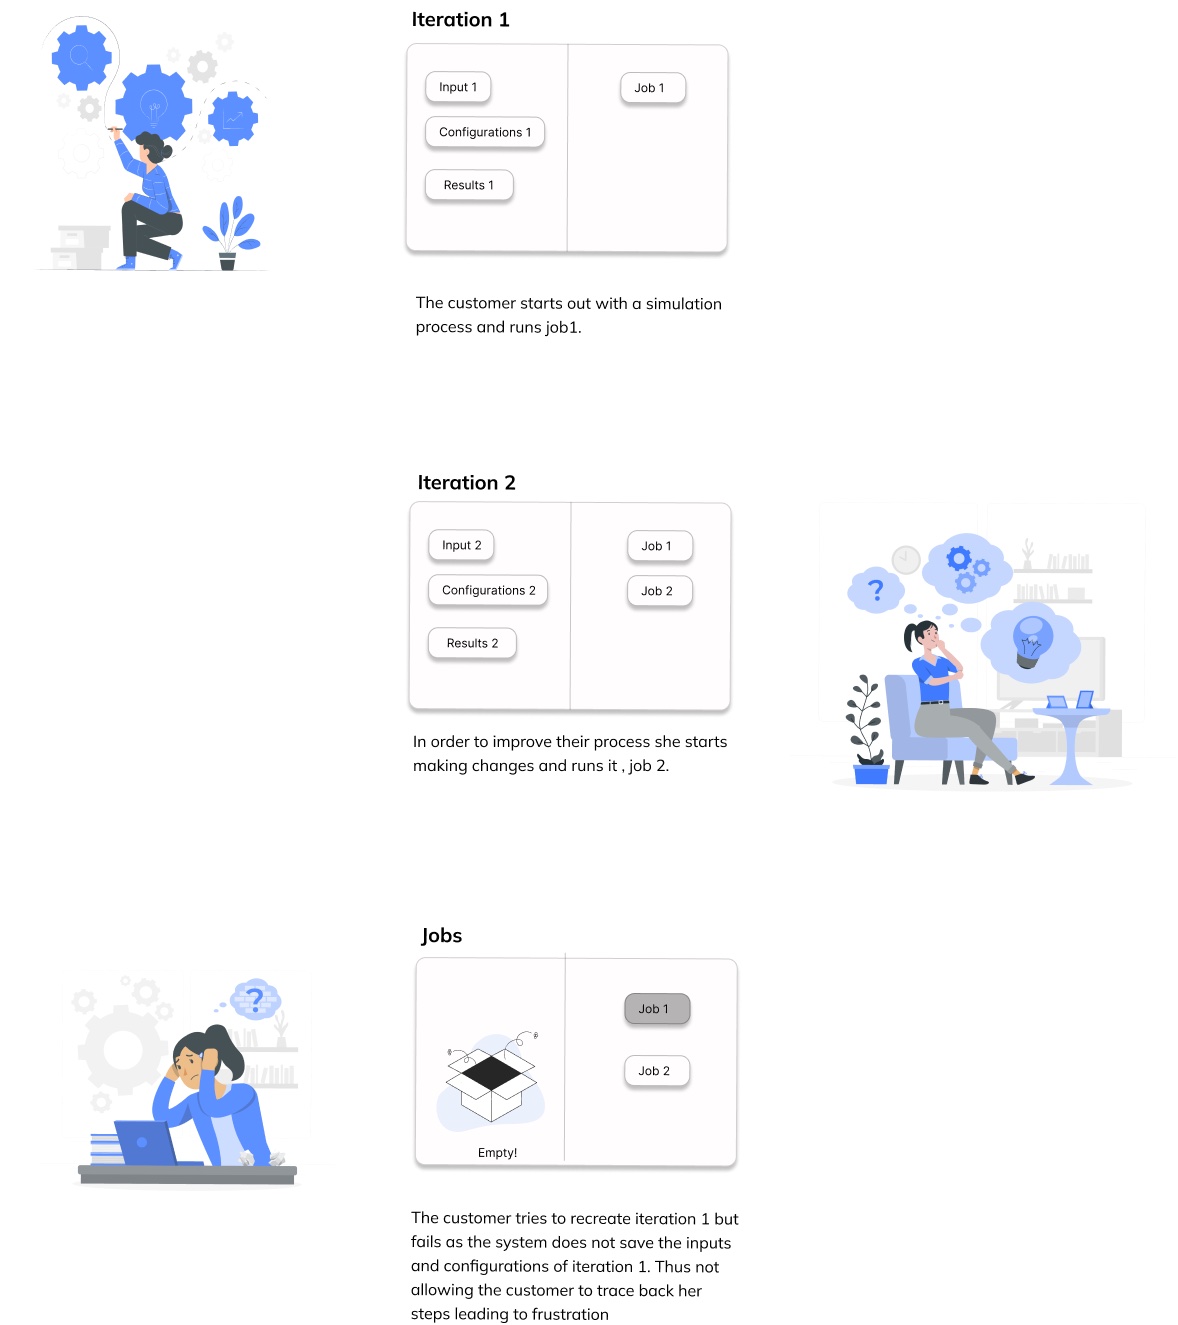 Iteration 1
Input 1
Job 1
Configurations 1
Results 1
The customer starts out with a simulation
process and runs job1.
Iteration 2
Input 2
Job 1
Configurations 2
Job 2
Results 2
?
In order to improve their process she starts
making changes and runs it , job 2.
Jobs
?
Job 1
Job 2
Empty!
The customer tries to recreate iteration 1 but
fails as the system does not save the inputs
and configurations of iteration 1. Thus not
allowing the customer to trace back her
steps leading to frustration